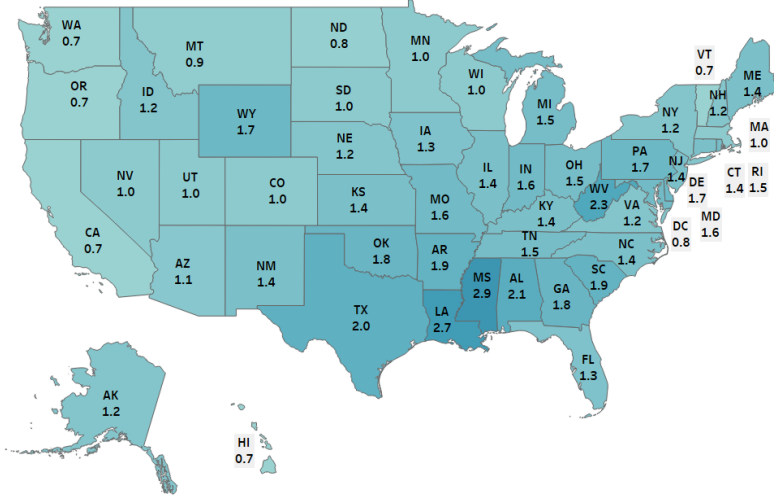 WA
0.7
MT
0.9
ND
0.8
MN
1.0
VT
0.7
ME
1.4
OR
0.7
ID
1.2
SD
1.0
WI
1.0
NH
1.2
WY
1.7
MI
1.5
NY
1.2
MA
1.0
NE
1.2
IA
1.3
PA
1.7
NJ
1.4
CT
1.4
RI
1.5
NV
1.0
UT
1.0
CO
1.0
IL
1.4
IN
1.6
OH
1.5
DE
1.7
KS
1.4
MO
1.6
WV
2.3
VA
1.2
MD
1.6
DC
0.8
KY
1.4
CA
0.7
AZ
1.1
NM
1.4
OK
1.8
AR
1.9
TN
1.5
NC
1.4
SC
1.9
TX
2.0
LA
2.7
MS
2.9
AL
2.1
GA
1.8
FL
1.3
AK
1.2
HI
0.7